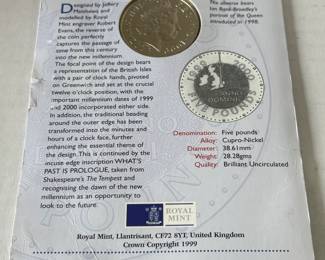 Designed by Jeffery
Matthews and
modelled by Royal
Mint engraver Robert
Evans, the reverse of
the coin perfectly
captures the passage of
time from this century
into the new millennium.
The focal point of the design bears
a representation of the British Isles
with a pair of clock hands, pivoted
on Greenwich and set at the crucial
twelve o'clock position, with the
important millennium dates of 1999
and 2000 incorporated either side.
In addition, the traditional beading
around the outer edge has been
transformed into the minutes and
hours of a clock face, further
enhancing the essential theme of
the design. This is continued by the
incuse edge inscription WHAT'S
PAST IS PROLOGUE, taken from
Shakespeare's The Tempest and
recognising the dawn of the new
millennium as an opportunity to
look to the future.
The obverse bears
Ian Rank-Broadley's
portrait of the Queen
introduced in 1998.
ANNO
DOMINI
Denomination: Five pounds
Alloy: Cupro-Nickel
Diameter: 38.61mm
Weight: 28.28gms
Quality: Brilliant Uncirculated
ROYAL
MINT
Royal Mint, Llantrisant, CF72 8YT, United Kingdom
Crown Copyright 1999